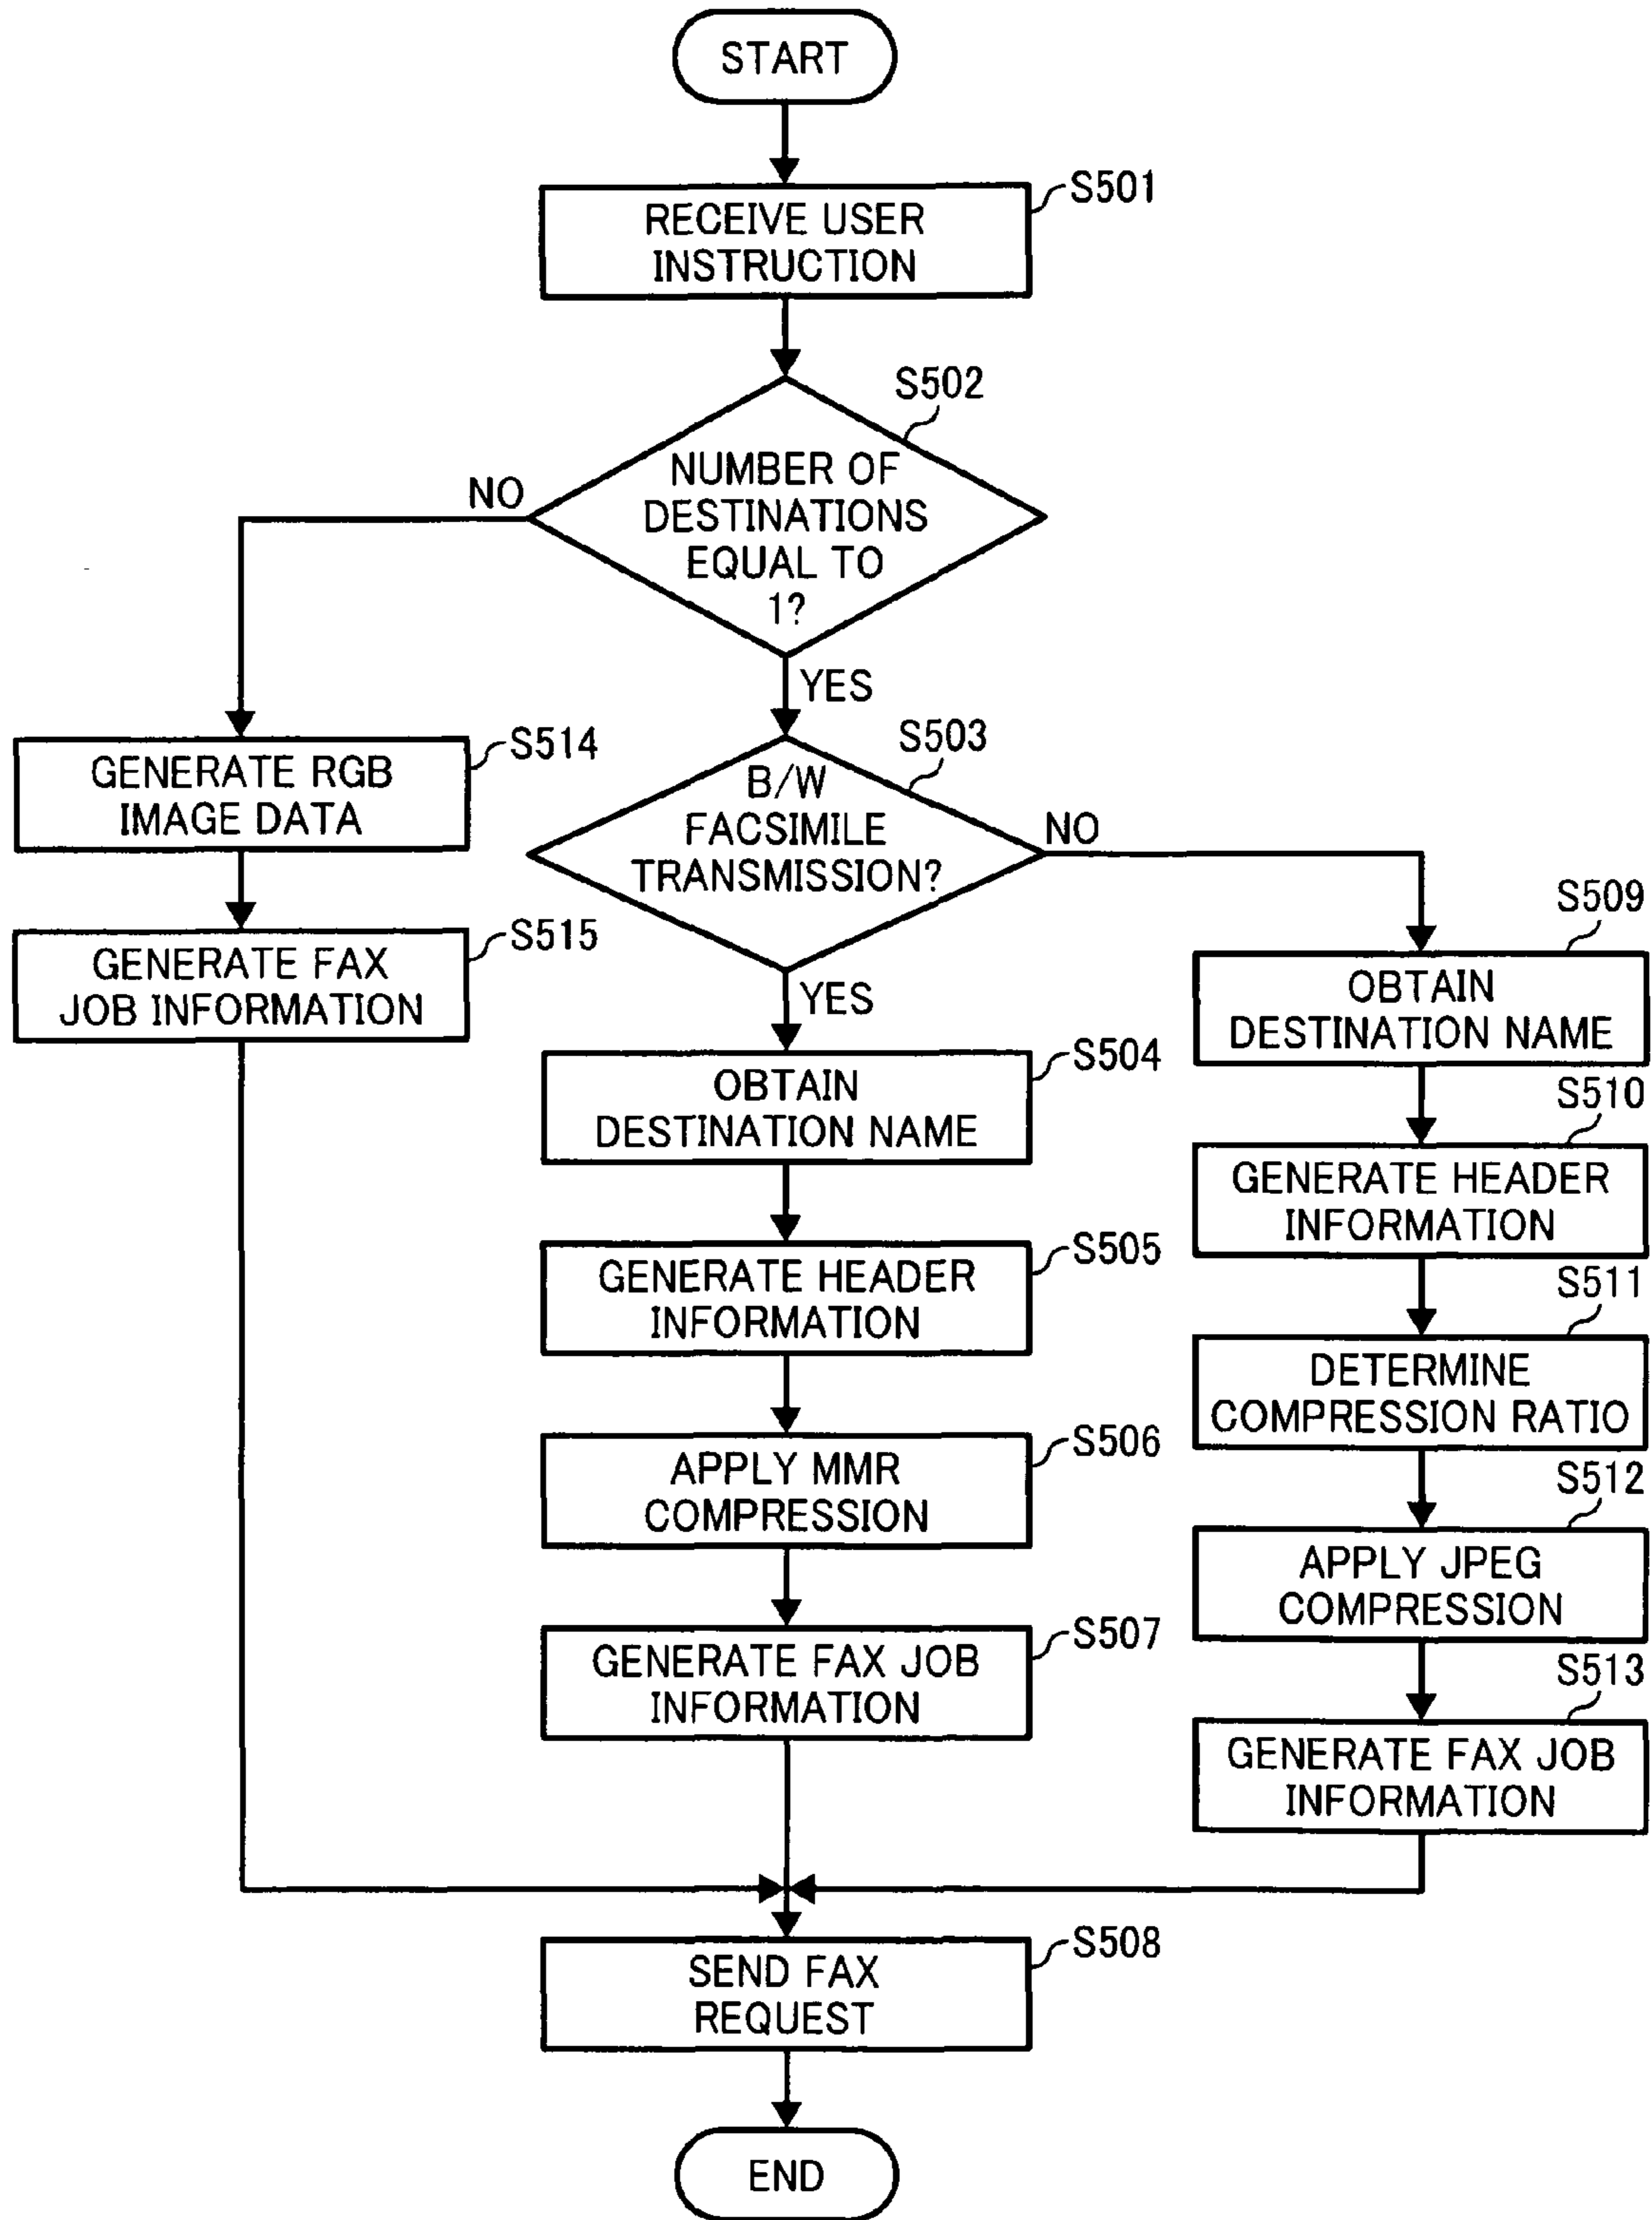 START
S501
RECEIVE USER
INSTRUCTION
S502
NUMBER OF
DESTINATIONS
EQUAL TO
1?
NO
YES
S514
GENERATE RGB
IMAGE DATA
S515
GENERATE FAX
JOB INFORMATION
S503
B/W
FACSIMILE
TRANSMISSION?
NO
YES
S504
OBTAIN
DESTINATION NAME
S505
GENERATE HEADER
INFORMATION
S506
APPLY MMR
COMPRESSION
S507
GENERATE FAX JOB
INFORMATION
S509
OBTAIN
DESTINATION NAME
S510
GENERATE HEADER
INFORMATION
S511
DETERMINE
COMPRESSION RATIO
S512
APPLY JPEG
COMPRESSION
S513
GENERATE FAX JOB
INFORMATION
S508
SEND FAX
REQUEST
END